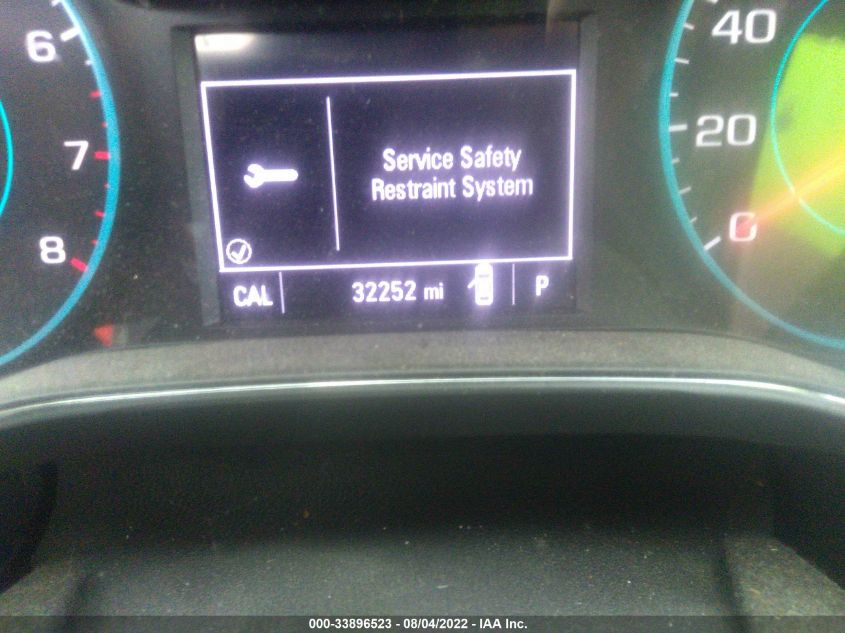 6
7
8
Service Safety
Restraint System
CAL
32252 mi
P
40
20
0
000-33896523 - 08/04/2022 - IAA Inc.